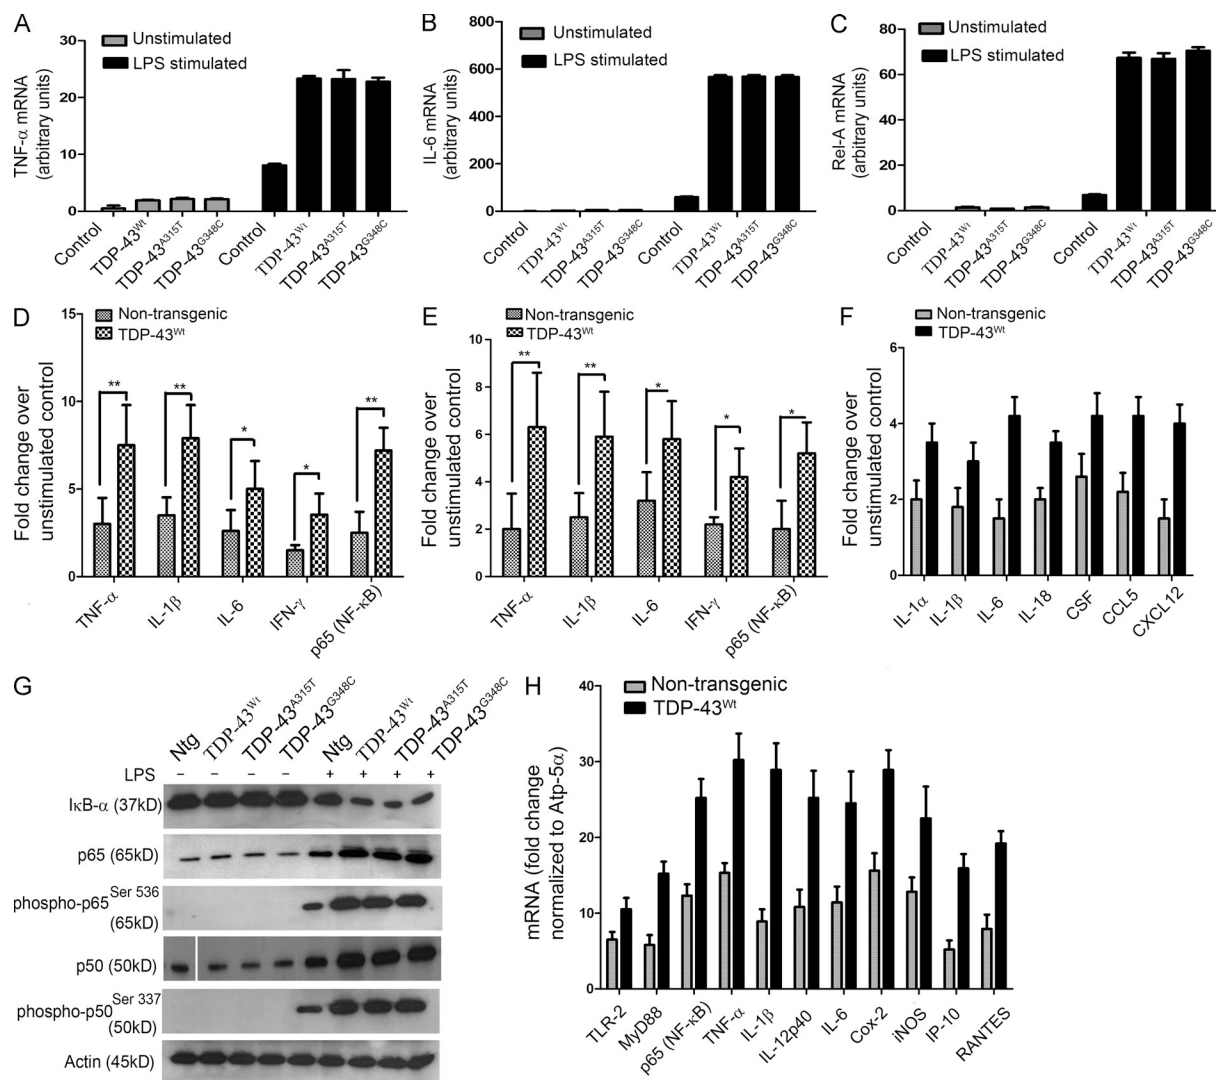 A
Unstimulated
LPS stimulated
TNF-α mRNA
(arbitrary units)
30
20
10
0
Control
TDP-43Wt
TDP-43A315T
TDP-43G348C
Control
TDP-43Wt
TDP-43A315T
TDP-43G348C
B
Unstimulated
LPS stimulated
IL-6 mRNA
(arbitrary units)
800
600
400
200
0
Control
TDP-43Wt
TDP-43A315T
TDP-43G348C
Control
TDP-43Wt
TDP-43A315T
TDP-43G348C
C
Unstimulated
LPS stimulated
Rel-A mRNA
(arbitrary units)
80
60
40
20
0
Control
TDP-43Wt
TDP-43A315T
TDP-43G348C
Control
TDP-43Wt
TDP-43A315T
TDP-43G348C
D
Non-transgenic
TDP-43Wt
Fold change over
unstimulated control
15
10
5
0
**
**
*
*
**
TNF-α
IL-1β
IL-6
IFN-γ
p65 (NF-κB)
E
Non-transgenic
TDP-43Wt
Fold change over
unstimulated control
10
8
6
4
2
0
**
**
*
*
*
TNF-α
IL-1β
IL-6
IFN-γ
p65 (NF-κB)
F
Non-transgenic
TDP-43Wt
Fold change over
unstimulated control
6
4
2
0
IL-1α
IL-1β
IL-6
IL-18
CSF
CCL5
CXCL12
G
Ntg
TDP-43Wt
TDP-43A315T
TDP-43G348C
Ntg
TDP-43Wt
TDP-43A315T
TDP-43G348C
LPS − − − − + + + +
IκB-α (37kD)
p65 (65kD)
phospho-p65Ser 536
(65kD)
p50 (50kD)
phospho-p50Ser 337
(50kD)
Actin (45kD)
H
Non-transgenic
TDP-43Wt
mRNA (fold change
normalized to Atp-5α)
40
30
20
10
0
TLR-2
MyD88
p65 (NF-κB)
TNF-α
IL-1β
IL-12p40
IL-6
Cox-2
iNOS
IP-10
RANTES